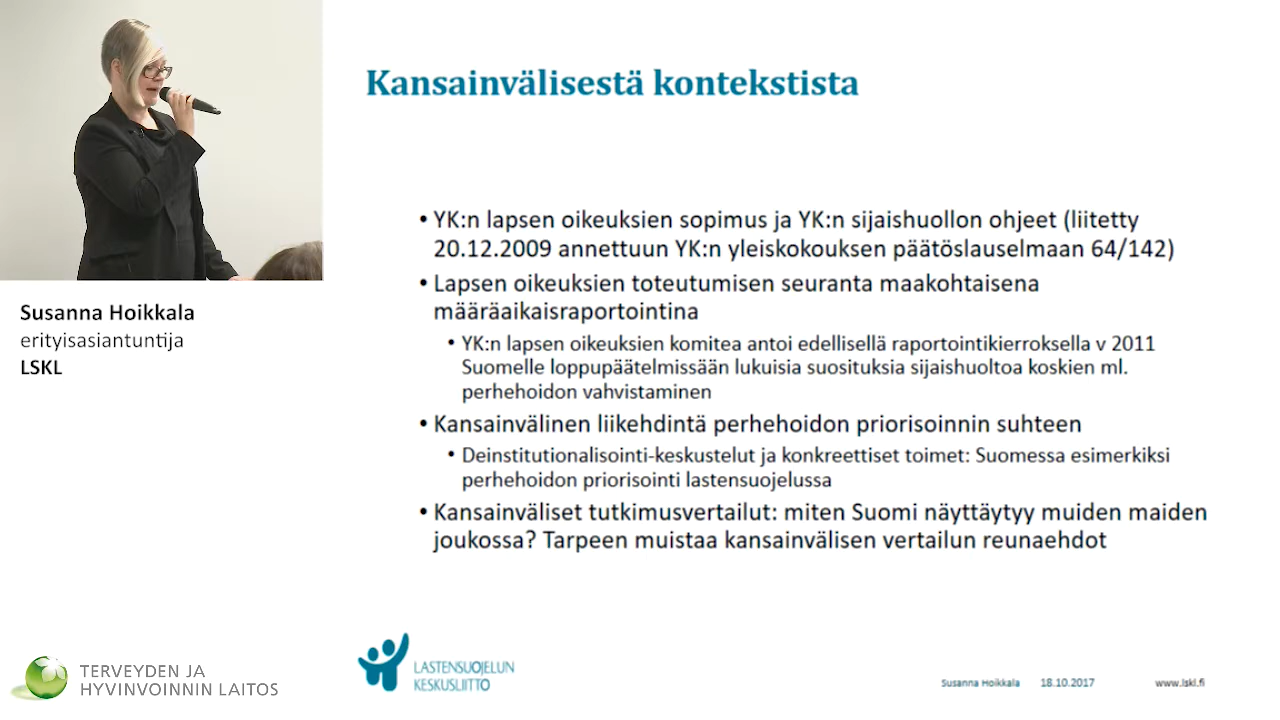 Kansainvälisestä kontekstista
• YK:n lapsen oikeuksien sopimus ja YK:n sijaishuollon ohjeet (liitetty
20.12.2009 annettuun YK:n yleiskokouksen päätöslauselmaan 64/142)
• Lapsen oikeuksien toteutumisen seuranta maakohtaisena
määräaikaisraportointina
• YK:n lapsen oikeuksien komitea antoi edellisellä raportointikierroksella v 2011
Suomelle loppupäätelmissään lukuisia suosituksia sijaishuoltoa koskien ml.
perhehoidon vahvistaminen
• Kansainvälinen liikehdintä perhehoidon priorisoinnin suhteen
• Deinstitutionalisointi-keskustelut ja konkreettiset toimet: Suomessa esimerkiksi
perhehoidon priorisointi lastensuojelussa
• Kansainväliset tutkimusvertailut: miten Suomi näyttäytyy muiden maiden
joukossa? Tarpeen muistaa kansainvälisen vertailun reunaehdot
Susanna Hoikkala
erityisasiantuntija
LSKL
TERVEYDEN JA
HYVINVOINNIN LAITOS
LASTENSUOJELUN
KESKUSLIITTO
Susanna Hoikkala 18.10.2017 www.lskl.fi